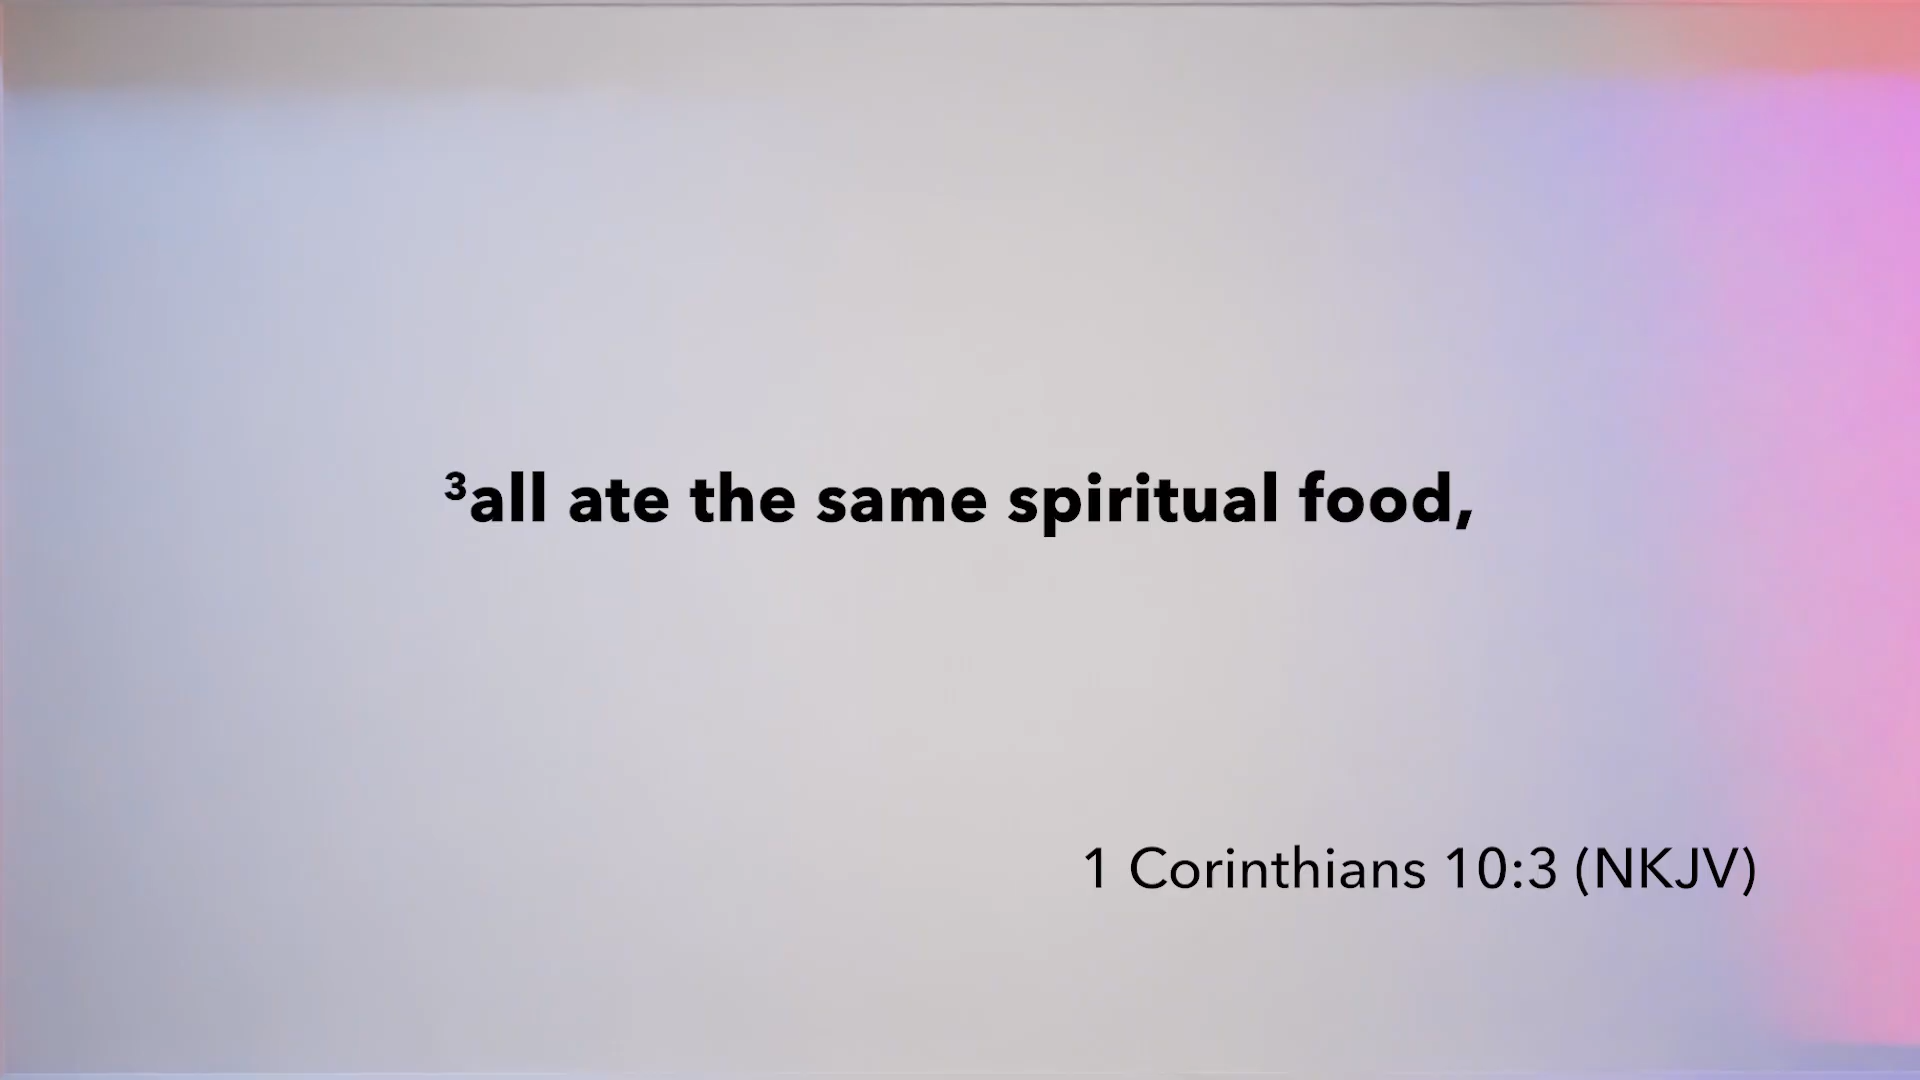 ³all ate the same spiritual food,
1 Corinthians 10:3 (NKJV)